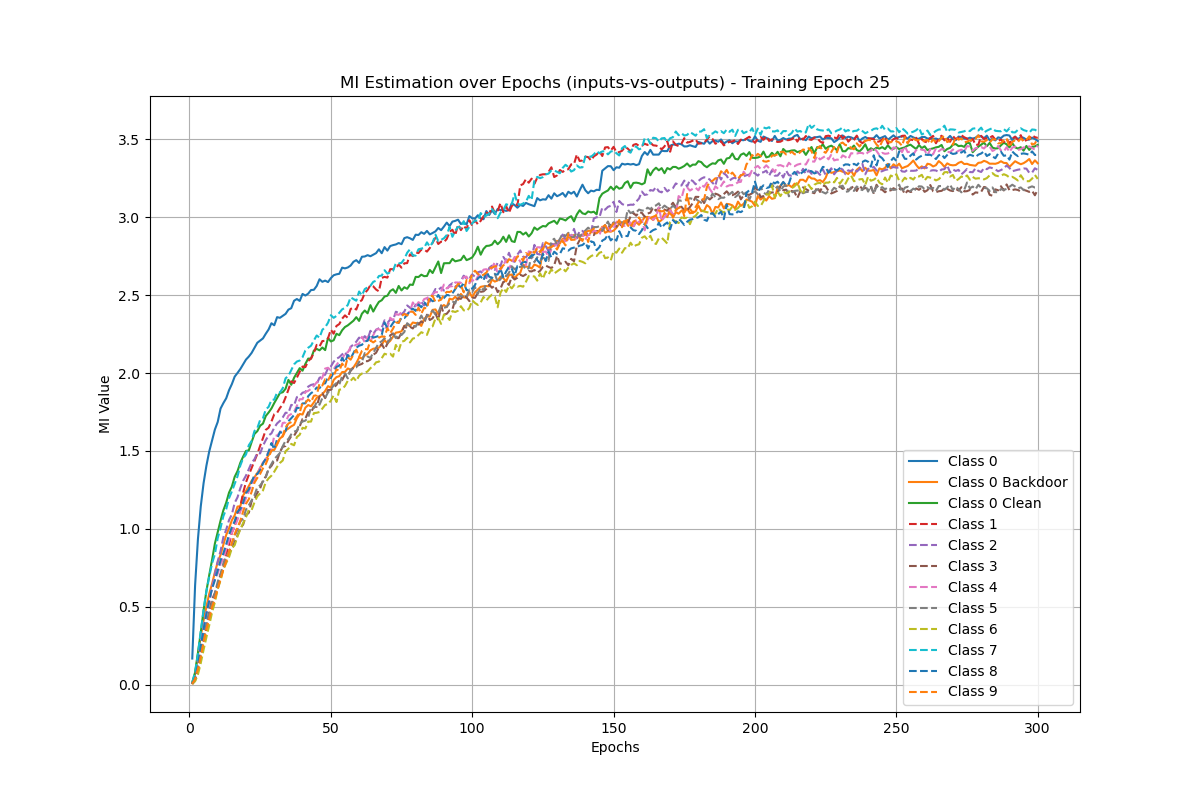 MI Estimation over Epochs (inputs-vs-outputs) - Training Epoch 25
MI Value
3.5
3.0
2.5
2.0
1.5
1.0
0.5
0.0
0
50
100
150
200
250
300
Epochs
Class 0
Class 0 Backdoor
Class 0 Clean
Class 1
Class 2
Class 3
Class 4
Class 5
Class 6
Class 7
Class 8
Class 9